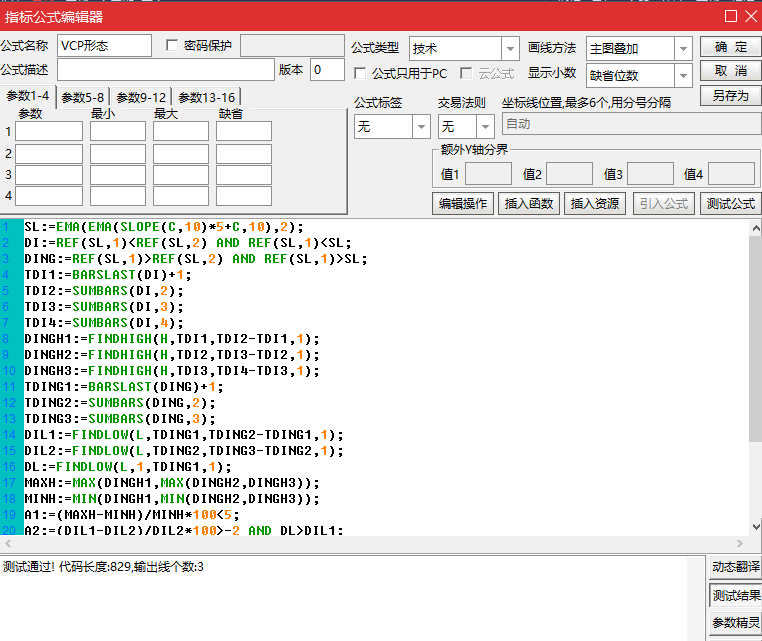 指标公式编辑器
公式名称 VCP形态 密码保护 公式类型 技术 画线方法 主图叠加 确 定
公式描述 版本 0 公式只用于PC 云公式 显示小数 缺省位数 取 消
参数1-4 参数5-8 参数9-12 参数13-16 公式标签 交易法则 坐标线位置,最多6个,用分号分隔 另存为
参数 最小 最大 缺省 无 无 自动
1
2 额外Y轴分界
3 值1 值2 值3 值4
4 编辑操作 插入函数 插入资源 引入公式 测试公式
1 SL:=EMA(EMA(SLOPE(C,10)*5+C,10),2);
2 DI:=REF(SL,1)<REF(SL,2) AND REF(SL,1)<SL;
3 DING:=REF(SL,1)>REF(SL,2) AND REF(SL,1)>SL;
4 TDI1:=BARSLAST(DI)+1;
5 TDI2:=SUMBARS(DI,2);
6 TDI3:=SUMBARS(DI,3);
7 TDI4:=SUMBARS(DI,4);
8 DINGH1:=FINDHIGH(H,TDI1,TDI2-TDI1,1);
9 DINGH2:=FINDHIGH(H,TDI2,TDI3-TDI2,1);
10 DINGH3:=FINDHIGH(H,TDI3,TDI4-TDI3,1);
11 TDING1:=BARSLAST(DING)+1;
12 TDING2:=SUMBARS(DING,2);
13 TDING3:=SUMBARS(DING,3);
14 DIL1:=FINDLOW(L,TDING1,TDING2-TDING1,1);
15 DIL2:=FINDLOW(L,TDING2,TDING3-TDING2,1);
16 DL:=FINDLOW(L,1,TDING1,1);
17 MAXH:=MAX(DINGH1,MAX(DINGH2,DINGH3));
18 MINH:=MIN(DINGH1,MIN(DINGH2,DINGH3));
19 A1:=(MAXH-MINH)/MINH*100<5;
20 A2:=(DIL1-DIL2)/DIL2*100>-2 AND DL>DIL1;
测试通过! 代码长度:829,输出线个数:3
动态翻译
测试结果
参数精灵